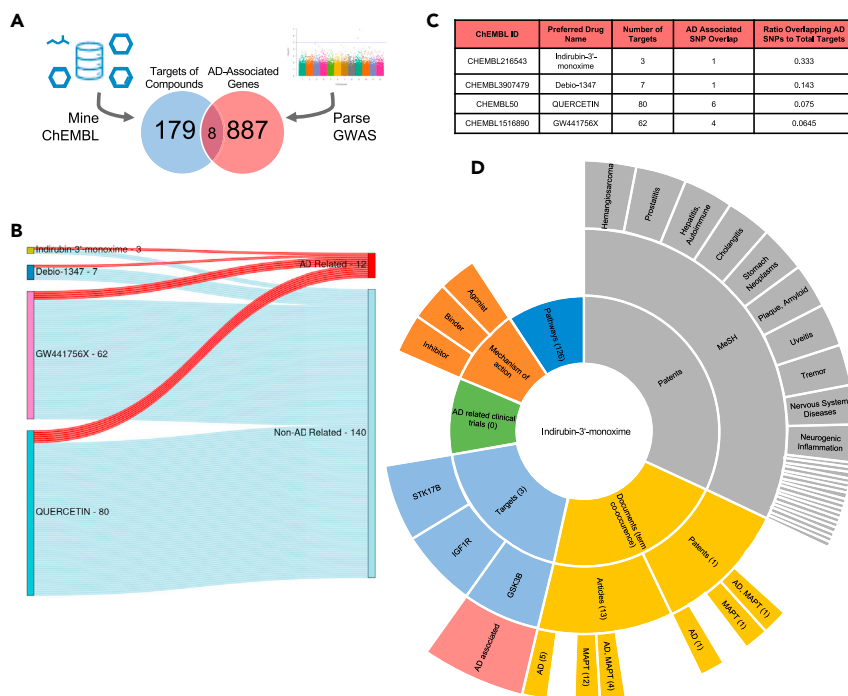 A
Mine
ChEMBL
Targets of
Compounds
AD-Associated
Genes
179
8
887
Parse
GWAS
B
Indirubin-3'-monoxime - 3
Debio-1347 - 7
GW441756X - 62
QUERCETIN - 80
AD Related - 12
Non-AD Related - 140
C
ChEMBL ID
Preferred Drug
Name
Number of
Targets
AD Associated
SNP Overlap
Ratio Overlapping AD
SNPs to Total Targets
CHEMBL216543
Indirubin-3'-
monoxime
3
1
0.333
CHEMBL3907479
Debio-1347
7
1
0.143
CHEMBL50
QUERCETIN
80
6
0.075
CHEMBL1516890
GW441756X
62
4
0.0645
D
Indirubin-3'-monoxime
Patents
MeSH
Hemangiosarcoma
Prostatitis
Hepatitis,
Autoimmune
Cholangitis
Stomach
Neoplasms
Plaque, Amyloid
Uveitis
Tremor
Nervous System
Diseases
Neurogenic
Inflammation
Documents (term
co-occurence)
Patents (1)
AD, MAPT (1)
MAPT (1)
AD (1)
Articles (13)
AD, MAPT (4)
MAPT (12)
AD (5)
Targets (3)
GSK3B
AD associated
IGF1R
STK17B
AD related clinical
trials (0)
Mechanism of
action
Inhibitor
Binder
Agonist
Pathways (126)